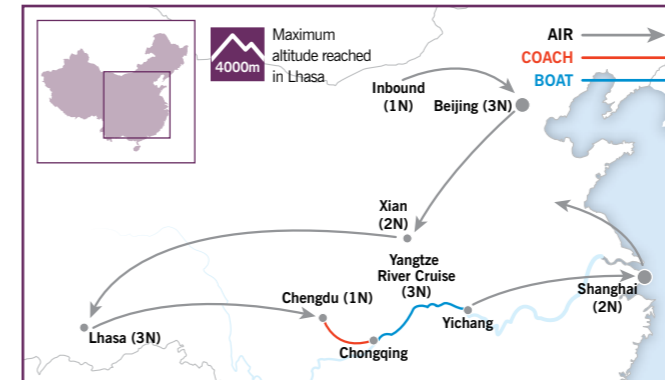 4000m
Maximum
altitude reached
in Lhasa
AIR
COACH
BOAT
Inbound
(1N)
Beijing (3N)
Xian
(2N)
Yangtze
River Cruise
(3N)
Chengdu (1N)
Shanghai
(2N)
Lhasa (3N)
Yichang
Chongqing